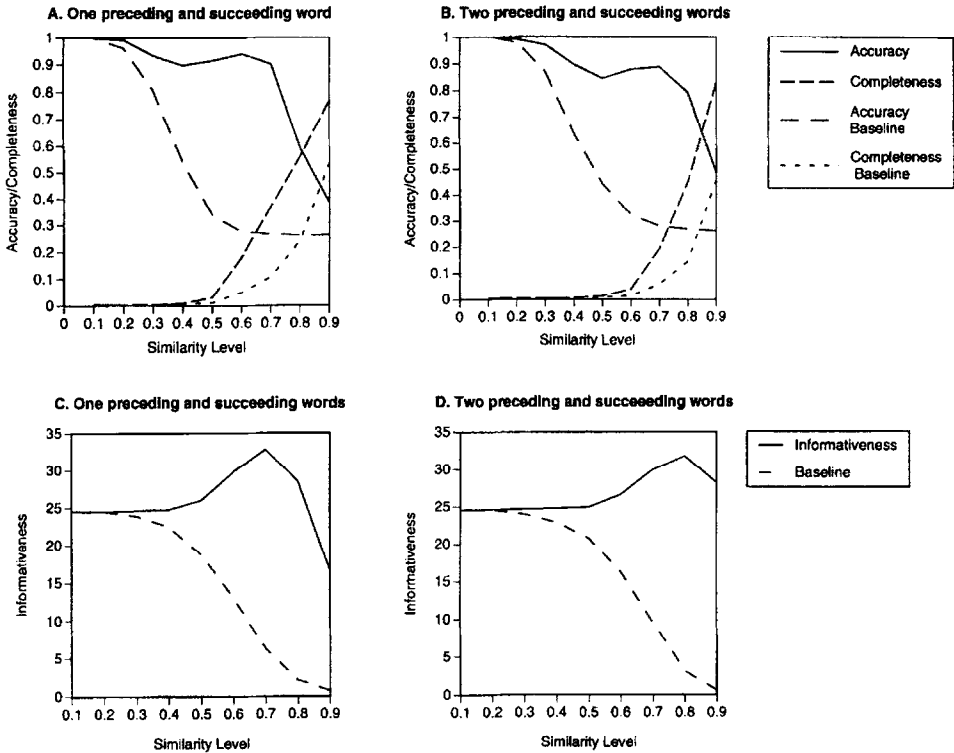 A. One preceding and succeeding word
1
0.9
0.8
0.7
0.6
0.5
0.4
0.3
0.2
0.1
0
Accuracy/Completeness
0 0.1 0.2 0.3 0.4 0.5 0.6 0.7 0.8 0.9
Similarity Level
B. Two preceding and succeeding words
1
0.9
0.8
0.7
0.6
0.5
0.4
0.3
0.2
0.1
0
Accuracy/Completeness
0 0.1 0.2 0.3 0.4 0.5 0.6 0.7 0.8 0.9
Similarity Level
Accuracy
Completeness
Accuracy
Baseline
Completeness
Baseline
C. One preceding and succeeding words
35
30
25
20
15
10
5
0
Informativeness
0.1 0.2 0.3 0.4 0.5 0.6 0.7 0.8 0.9
Similarity Level
D. Two preceding and succeeeding words
35
30
25
20
15
10
5
0
Informativeness
0.1 0.2 0.3 0.4 0.5 0.6 0.7 0.8 0.9
Similarity Level
Informativeness
Baseline